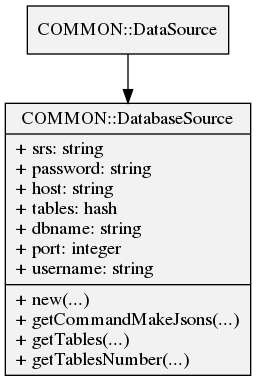 COMMON::DataSource
COMMON::DatabaseSource
+ srs: string
+ password: string
+ host: string
+ tables: hash
+ dbname: string
+ port: integer
+ username: string
+ new(...)
+ getCommandMakeJsons(...)
+ getTables(...)
+ getTablesNumber(...)